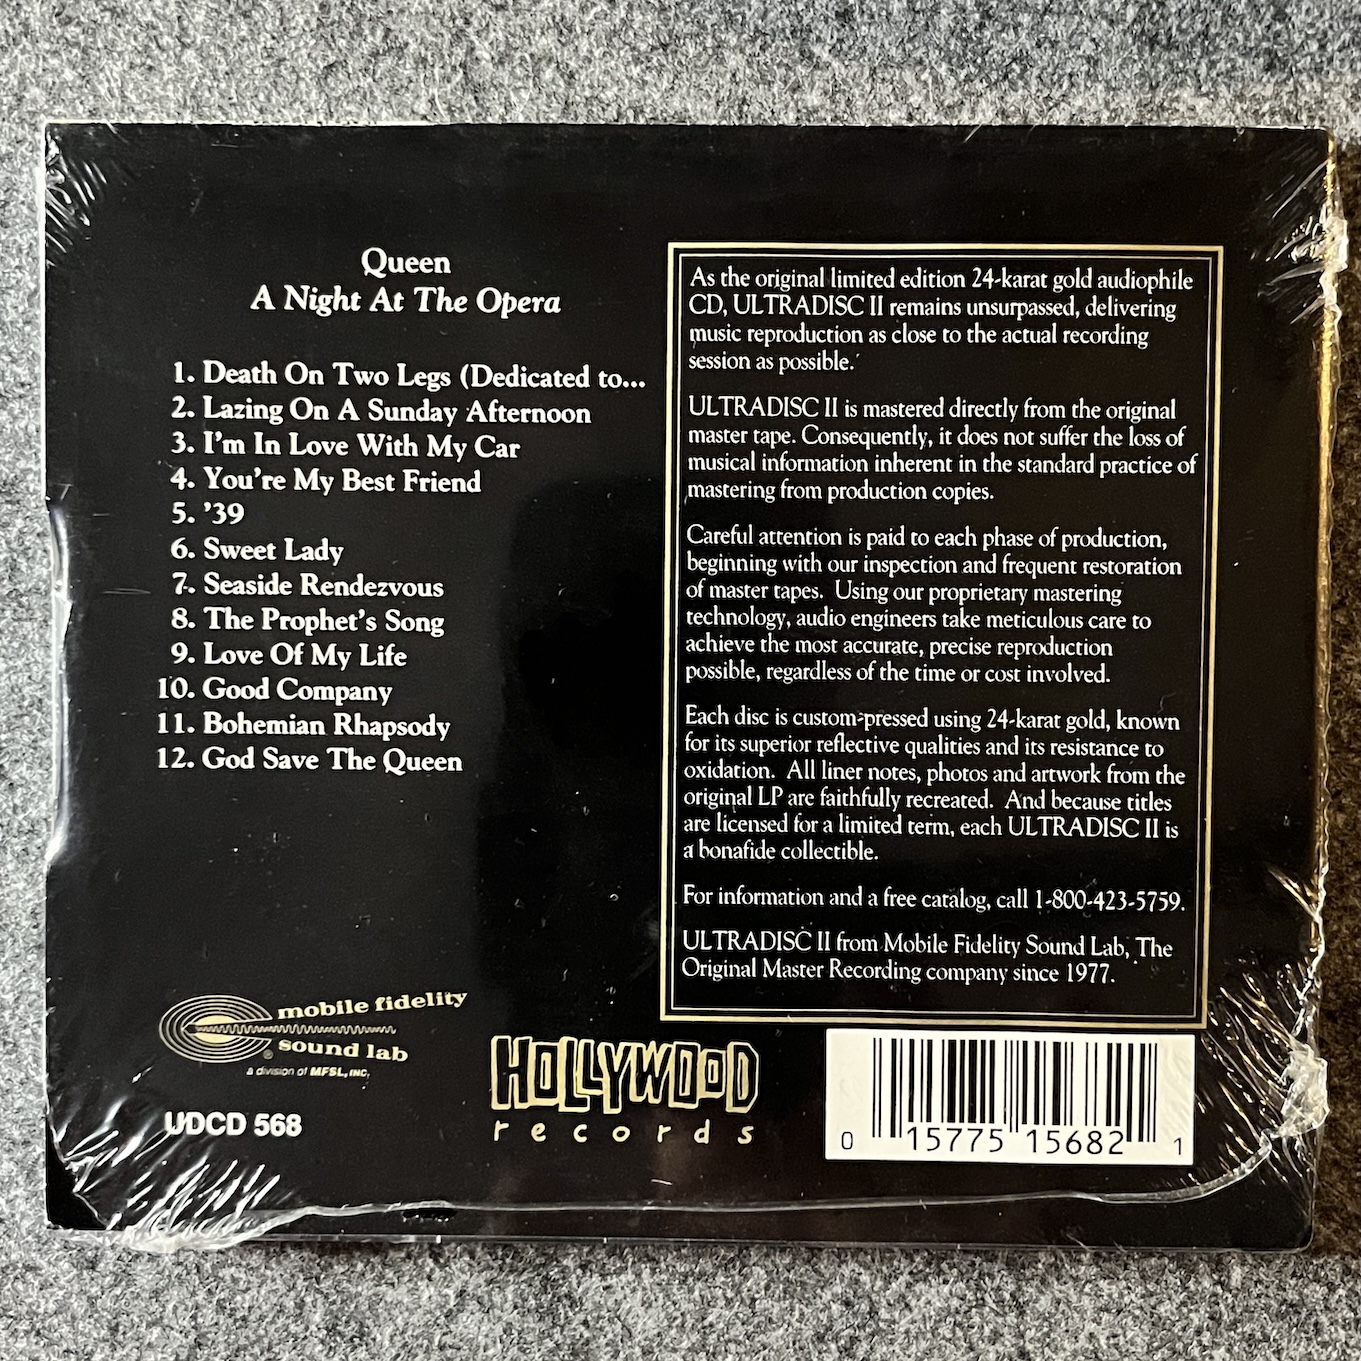 Queen
A Night At The Opera
1. Death On Two Legs (Dedicated to...
2. Lazing On A Sunday Afternoon
3. I'm In Love With My Car
4. You're My Best Friend
5. '39
6. Sweet Lady
7. Seaside Rendezvous
8. The Prophet's Song
9. Love Of My Life
10. Good Company
11. Bohemian Rhapsody
12. God Save The Queen
As the original limited edition 24-karat gold audiophile
CD, ULTRADISC II remains unsurpassed, delivering
music reproduction as close to the actual recording
session as possible.
ULTRADISC II is mastered directly from the original
master tape. Consequently, it does not suffer the loss of
musical information inherent in the standard practice of
mastering from production copies.
Careful attention is paid to each phase of production,
beginning with our inspection and frequent restoration
of master tapes. Using our proprietary mastering
technology, audio engineers take meticulous care to
achieve the most accurate, precise reproduction
possible, regardless of the time or cost involved.
Each disc is custom-pressed using 24-karat gold, known
for its superior reflective qualities and its resistance to
oxidation. All liner notes, photos and artwork from the
original LP are faithfully recreated. And because titles
are licensed for a limited term, each ULTRADISC II is
a bonafide collectible.
For information and a free catalog, call 1-800-423-5759.
ULTRADISC II from Mobile Fidelity Sound Lab, The
Original Master Recording company since 1977.
mobile fidelity
sound lab
®
a division of MFSL, INC.
UDCD 568
HOLLYWOOD
records
0 15775 15682 1